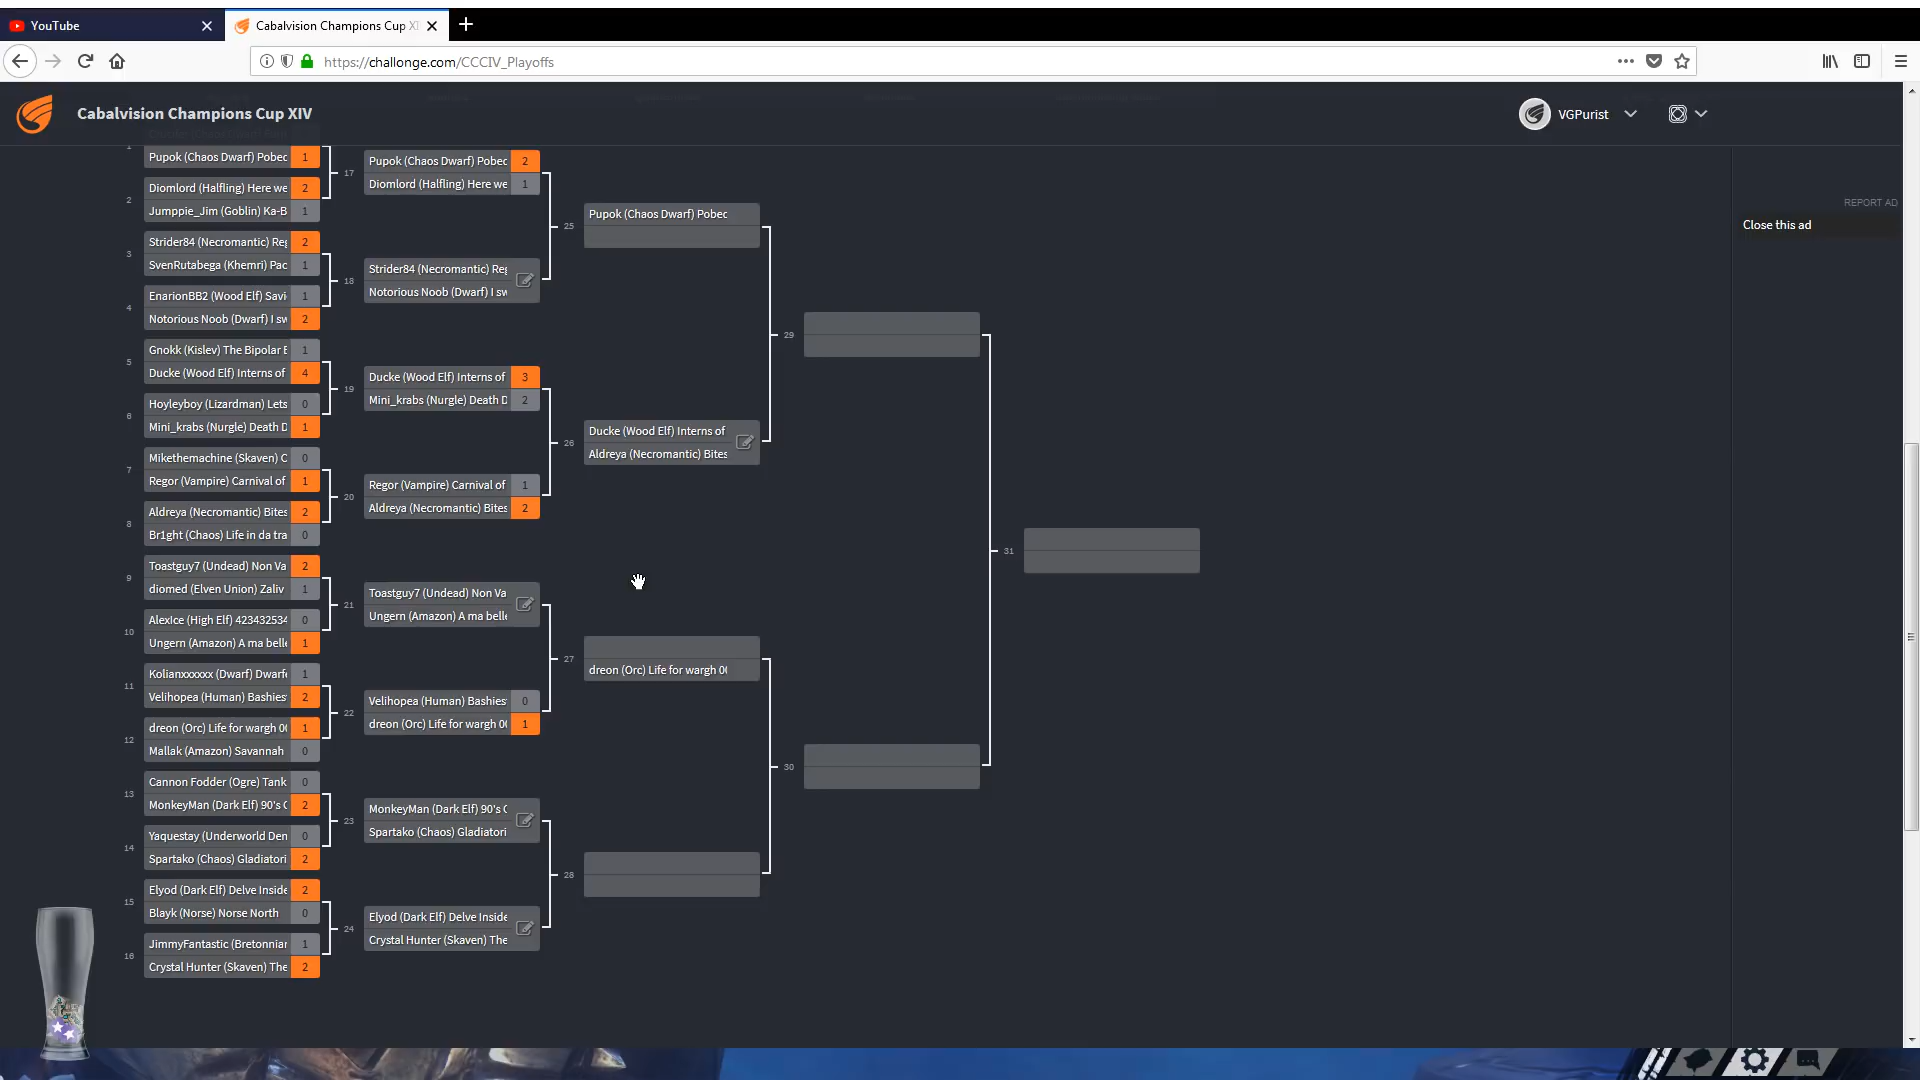 YouTube
Cabalvision Champions Cup XI
https://challonge.com/CCCIV_Playoffs
Cabalvision Champions Cup XIV
VGPurist
REPORT AD
Close this ad
1
Pupok (Chaos Dwarf) Pobec 1
2
Diomlord (Halfling) Here we 2
Jumppie_Jim (Goblin) Ka-B 1
3
Strider84 (Necromantic) Reg 2
SvenRutabega (Khemri) Pac 1
4
EnarionBB2 (Wood Elf) Savi 1
Notorious Noob (Dwarf) I sw 2
5
Gnokk (Kislev) The Bipolar B 1
Ducke (Wood Elf) Interns of 4
6
Hoyleyboy (Lizardman) Lets 0
Mini_krabs (Nurgle) Death D 1
7
Mikethemachine (Skaven) C 0
Regor (Vampire) Carnival of 1
8
Aldreya (Necromantic) Bites 2
Br1ght (Chaos) Life in da tra 0
9
Toastguy7 (Undead) Non Va 2
diomed (Elven Union) Zaliv 1
10
AlexIce (High Elf) 423432534 0
Ungern (Amazon) A ma belle 1
11
Kolianxxxxxx (Dwarf) Dwarfe 1
Velihopea (Human) Bashies 2
12
dreon (Orc) Life for wargh 00 1
Mallak (Amazon) Savannah 0
13
Cannon Fodder (Ogre) Tank 0
MonkeyMan (Dark Elf) 90's C 2
14
Yaquestay (Underworld Den 0
Spartako (Chaos) Gladiatori 2
15
Elyod (Dark Elf) Delve Inside 2
Blayk (Norse) Norse North 0
16
JimmyFantastic (Bretonnian 1
Crystal Hunter (Skaven) The 2
17
Pupok (Chaos Dwarf) Pobec 2
Diomlord (Halfling) Here we 1
18
Strider84 (Necromantic) Reg
Notorious Noob (Dwarf) I sw
19
Ducke (Wood Elf) Interns of 3
Mini_krabs (Nurgle) Death D 2
20
Regor (Vampire) Carnival of 1
Aldreya (Necromantic) Bites 2
21
Toastguy7 (Undead) Non Va
Ungern (Amazon) A ma belle
22
Velihopea (Human) Bashies 0
dreon (Orc) Life for wargh 00 1
23
MonkeyMan (Dark Elf) 90's C
Spartako (Chaos) Gladiatori
24
Elyod (Dark Elf) Delve Inside
Crystal Hunter (Skaven) The
25
Pupok (Chaos Dwarf) Pobec
26
Ducke (Wood Elf) Interns of
Aldreya (Necromantic) Bites
27
dreon (Orc) Life for wargh 00
28
29
30
31